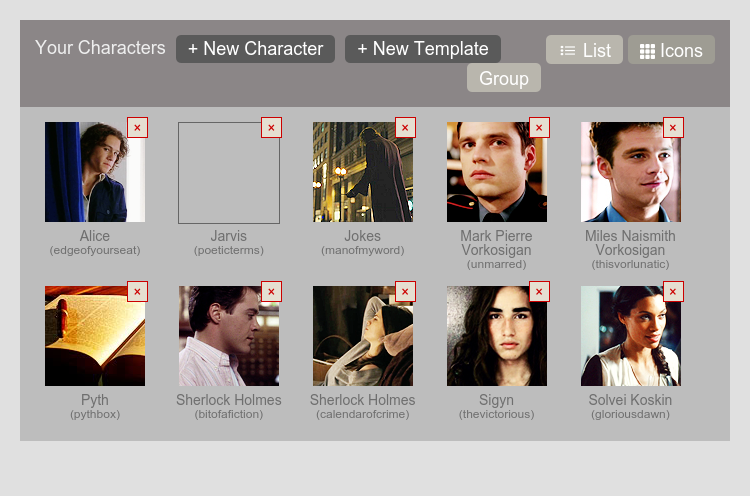 Your Characters
+ New Character
+ New Template
List
Icons
Group
×
×
×
×
×
Alice
(edgeofyourseat)
Jarvis
(poeticterms)
Jokes
(manofmyword)
Mark Pierre
Vorkosigan
(unmarred)
Miles Naismith
Vorkosigan
(thisvorlunatic)
×
×
×
×
×
Pyth
(pythbox)
Sherlock Holmes
(bitofafiction)
Sherlock Holmes
(calendarofcrime)
Sigyn
(thevictorious)
Solvei Koskin
(gloriousdawn)